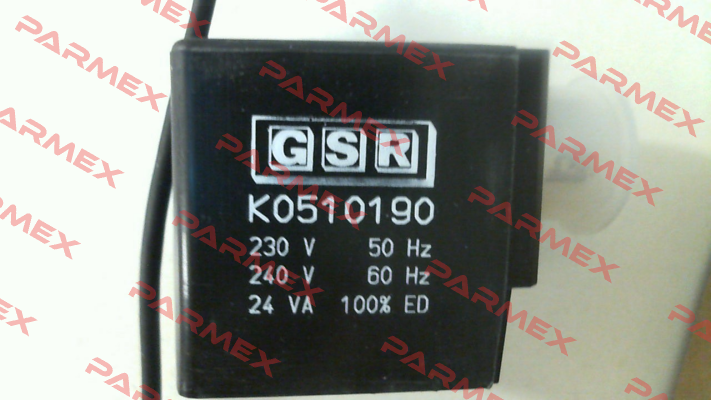 GSR
K0510190
230 V 50 Hz
240 V 60 Hz
24 VA 100% ED
PARMEX